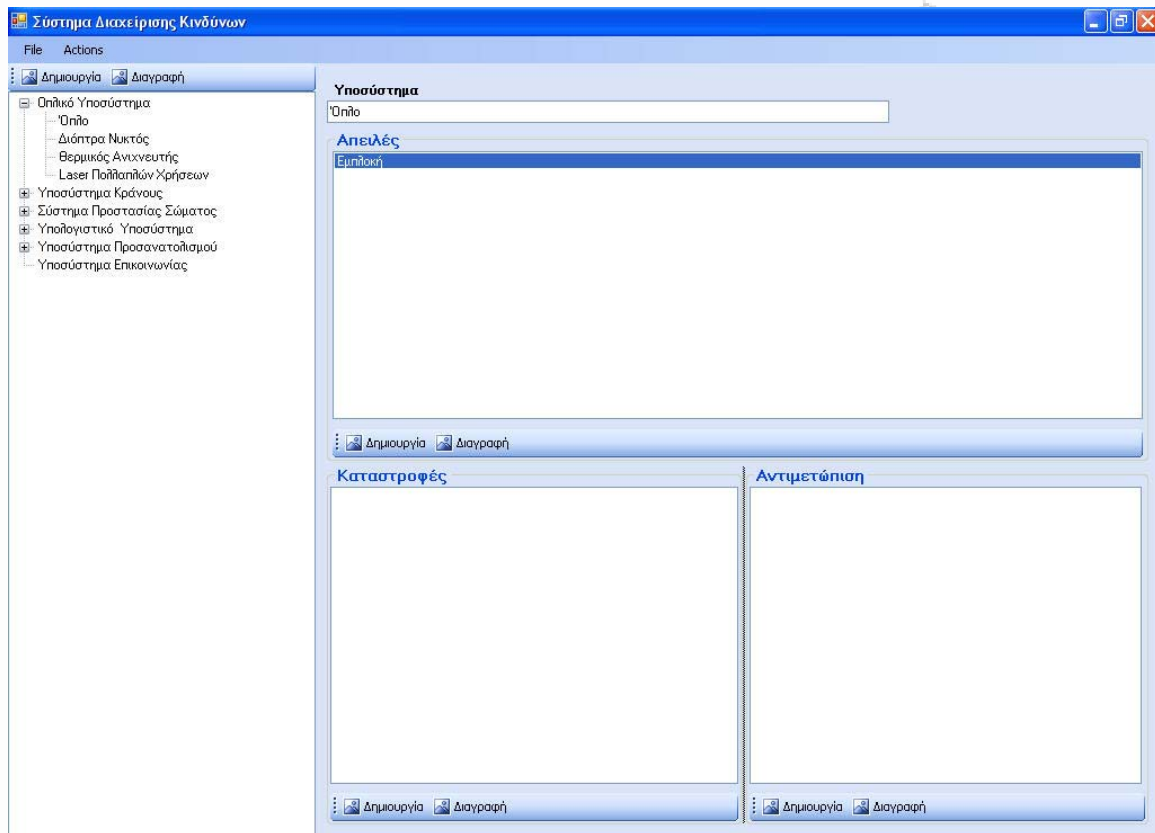 Σύστημα Διαχείρισης Κινδύνων
File Actions
Δημιουργία Διαγραφή
Οπλικό Υποσύστημα
Όπλο
Διόπτρα Νυκτός
Θερμικός Ανιχνευτής
Laser Πολλαπλών Χρήσεων
Υποσύστημα Κράνους
Σύστημα Προστασίας Σώματος
Υπολογιστικό Υποσύστημα
Υποσύστημα Προσανατολισμού
Υποσύστημα Επικοινωνίας
Υποσύστημα
Όπλο
Απειλές
Εμπλοκή
Δημιουργία Διαγραφή
Καταστροφές
Δημιουργία Διαγραφή
Αντιμετώπιση
Δημιουργία Διαγραφή